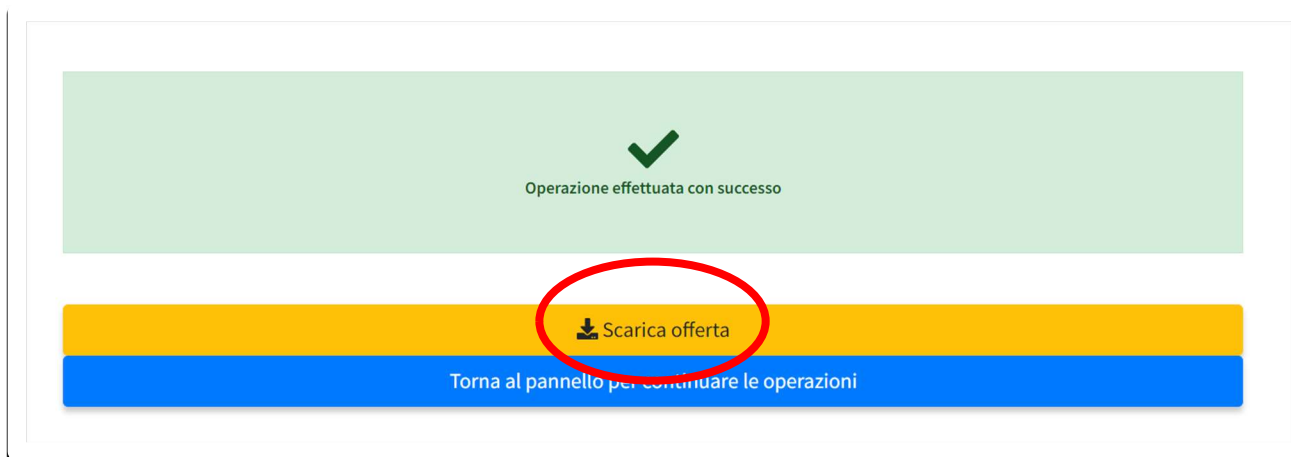 Operazione effettuata con successo
Scarica offerta
Torna al pannello per continuare le operazioni